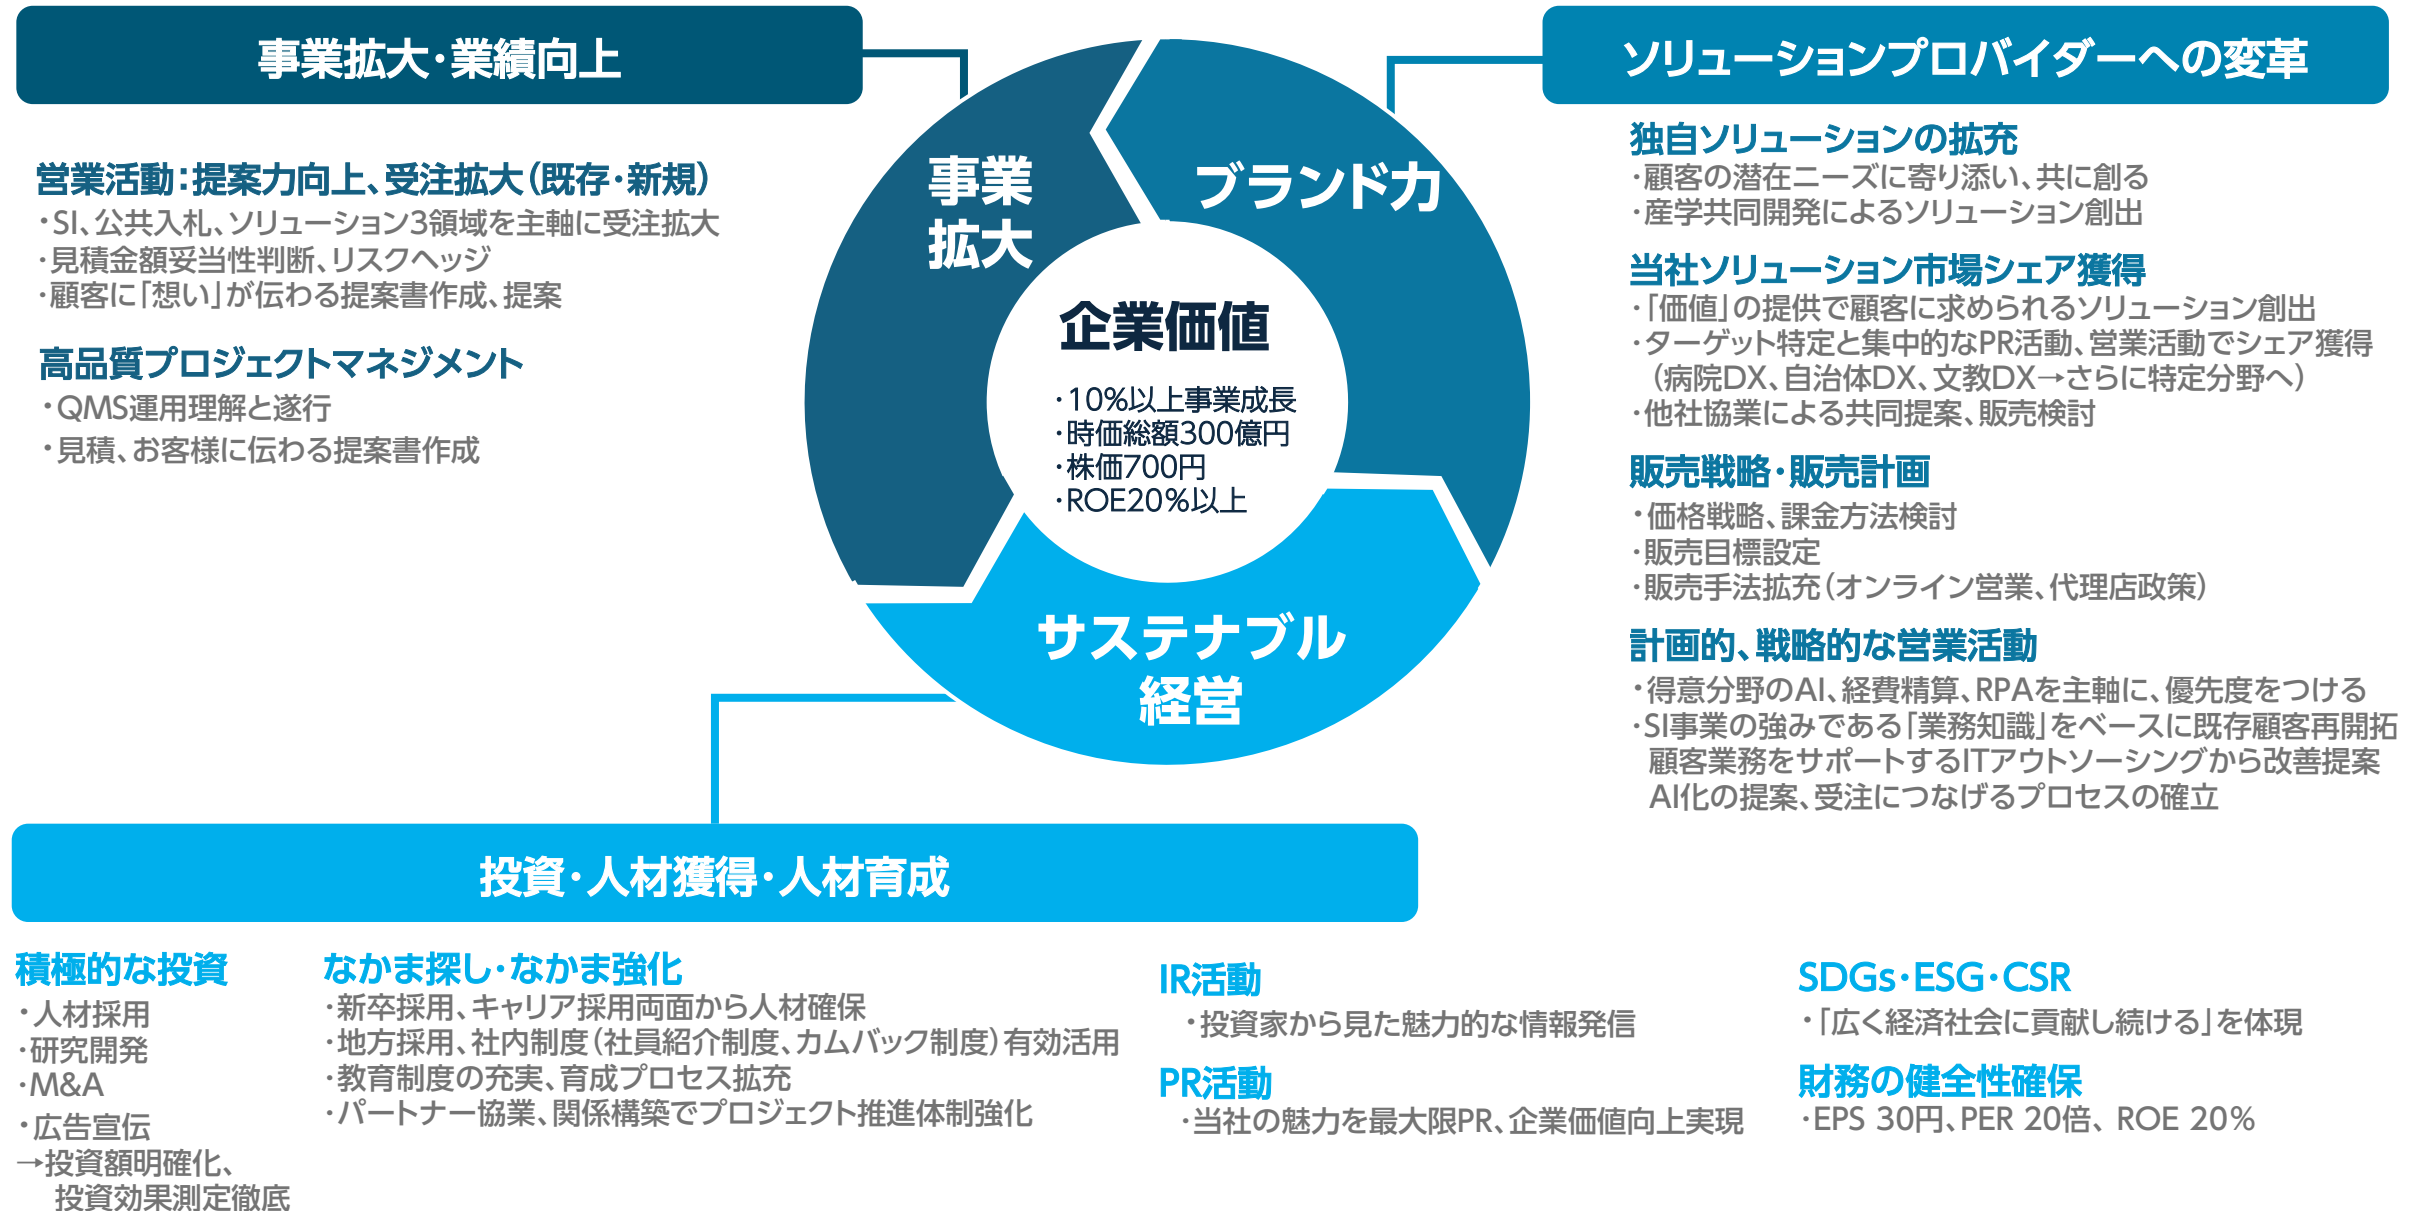 事業拡大・業績向上
営業活動：提案力向上、受注拡大（既存・新規）
・SI、公共入札、ソリューション3領域を主軸に受注拡大
・見積金額妥当性判断、リスクヘッジ
・顧客に「想い」が伝わる提案書作成、提案
高品質プロジェクトマネジメント
・QMS運用理解と遂行
・見積、お客様に伝わる提案書作成
事業
拡大
ブランド力
企業価値
・10%以上事業成長
・時価総額300億円
・株価700円
・ROE20%以上
サステナブル
経営
ソリューションプロバイダーへの変革
独自ソリューションの拡充
・顧客の潜在ニーズに寄り添い、共に創る
・産学共同開発によるソリューション創出
当社ソリューション市場シェア獲得
・「価値」の提供で顧客に求められるソリューション創出
・ターゲット特定と集中的なPR活動、営業活動でシェア獲得
（病院DX、自治体DX、文教DX→さらに特定分野へ）
・他社協業による共同提案、販売検討
販売戦略・販売計画
・価格戦略、課金方法検討
・販売目標設定
・販売手法拡充（オンライン営業、代理店政策）
計画的、戦略的な営業活動
・得意分野のAI、経費精算、RPAを主軸に、優先度をつける
・SI事業の強みである「業務知識」をベースに既存顧客再開拓
顧客業務をサポートするITアウトソーシングから改善提案
AI化の提案、受注につなげるプロセスの確立
投資・人材獲得・人材育成
積極的な投資
・人材採用
・研究開発
・M&A
・広告宣伝
→投資額明確化、
投資効果測定徹底
なかま探し・なかま強化
・新卒採用、キャリア採用両面から人材確保
・地方採用、社内制度（社員紹介制度、カムバック制度）有効活用
・教育制度の充実、育成プロセス拡充
・パートナー協業、関係構築でプロジェクト推進体制強化
IR活動
・投資家から見た魅力的な情報発信
PR活動
・当社の魅力を最大限PR、企業価値向上実現
SDGs・ESG・CSR
・「広く経済社会に貢献し続ける」を体現
財務の健全性確保
・EPS 30円、PER 20倍、ROE 20%